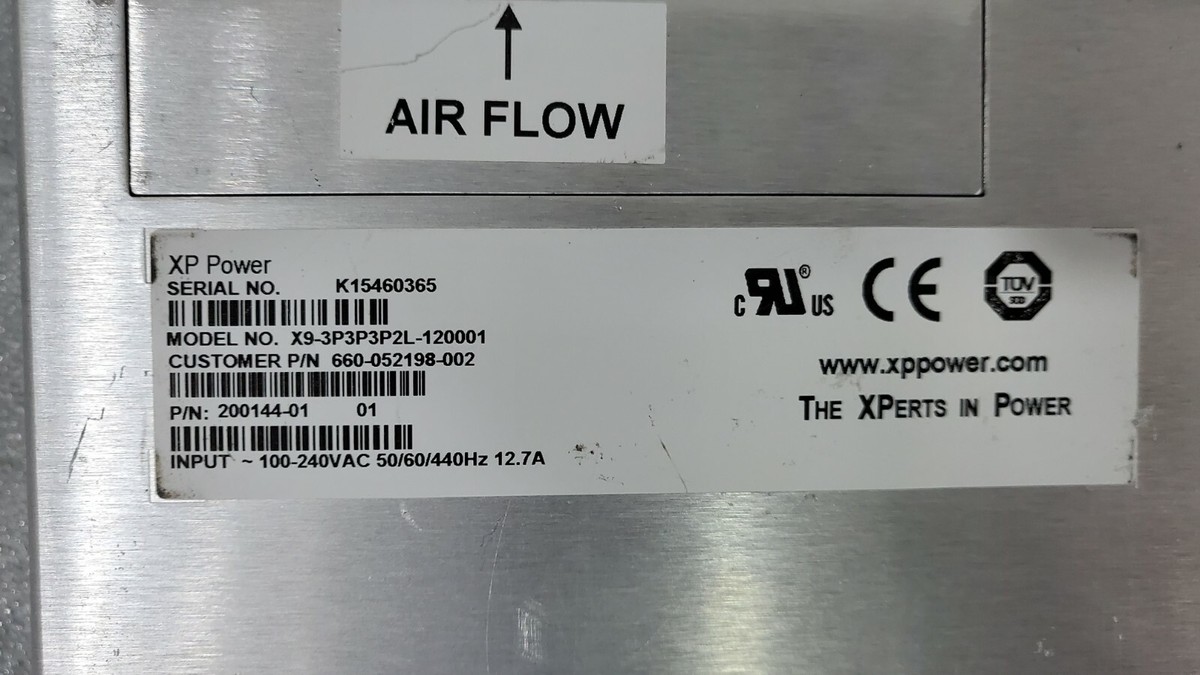 AIR FLOW
XP Power
SERIAL NO. K15460365
MODEL NO. X9-3P3P3P2L-120001
CUSTOMER P/N 660-052198-002
P/N: 200144-01 01
INPUT ~ 100-240VAC 50/60/440Hz 12.7A
c RU ® US CE TÜV
www.xppower.com
THE XPERTS IN POWER